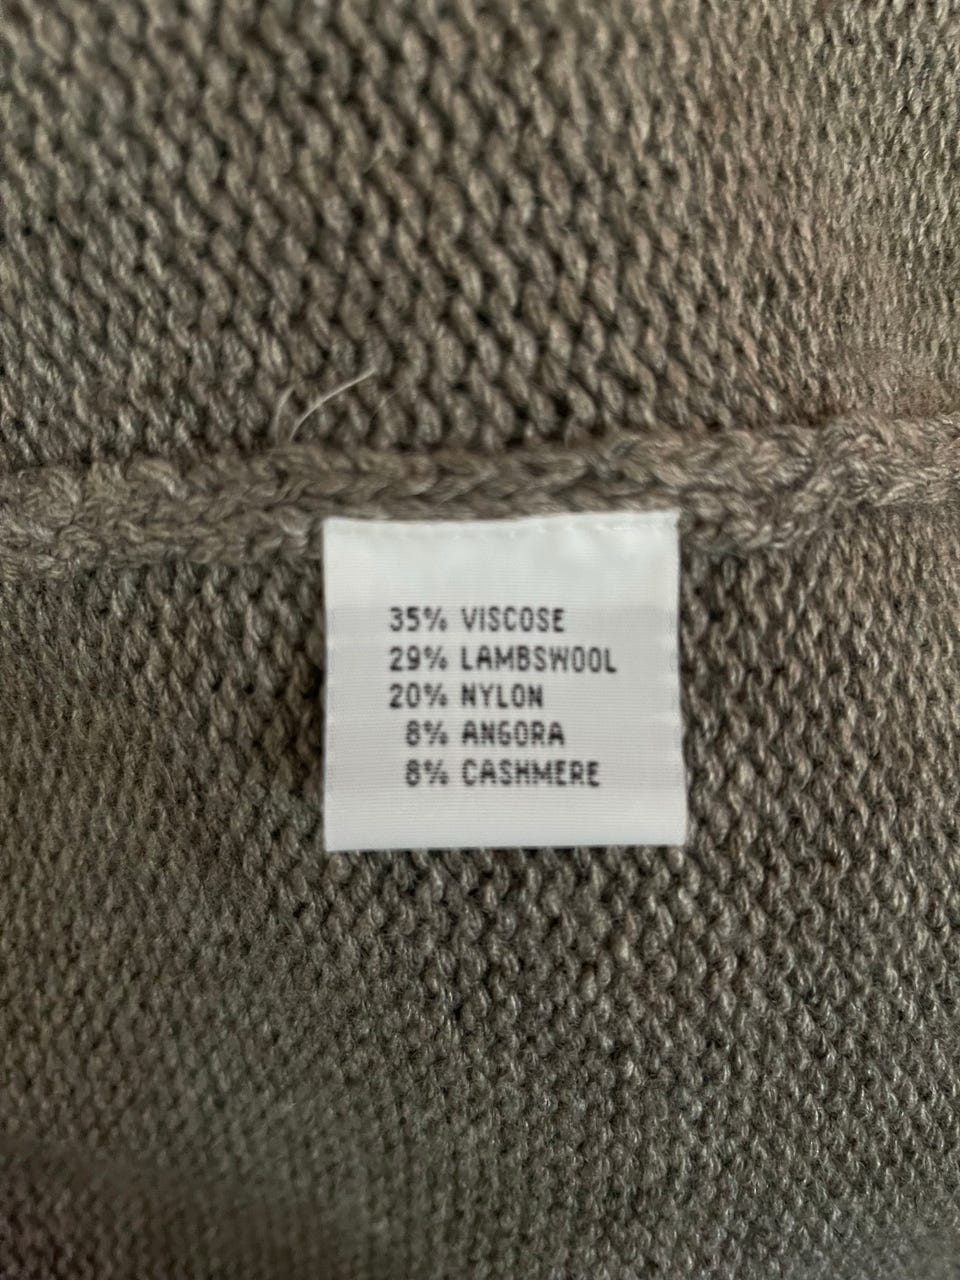 35% VISCOSE
29% LAMBSWOOL
20% NYLON
8% ANGORA
8% CASHMERE